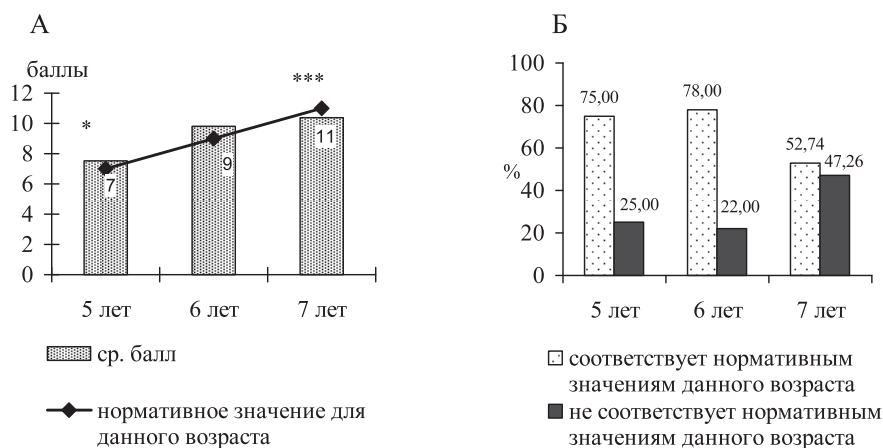 А
баллы
12
10
8
6
4
2
0
*
***
7
9
11
5 лет
6 лет
7 лет
ср. балл
нормативное значение для
данного возраста
Б
100
80
60
40
20
0
%
75,00
25,00
78,00
22,00
52,74
47,26
5 лет
6 лет
7 лет
соответствует нормативным
значениям данного возраста
не соответствует нормативным
значениям данного возраста